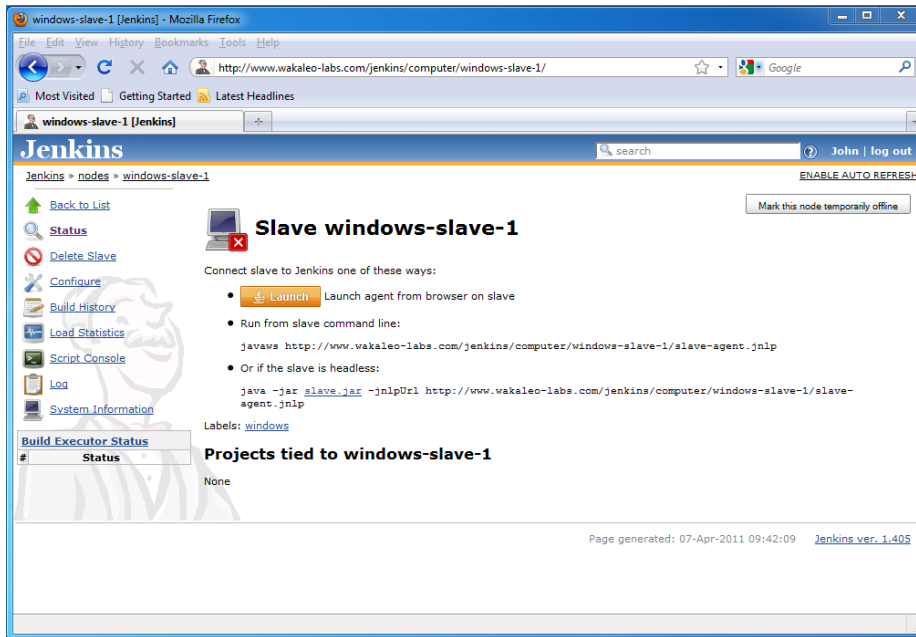 windows-slave-1 [Jenkins] - Mozilla Firefox
File Edit View History Bookmarks Tools Help
http://www.wakaleo-labs.com/jenkins/computer/windows-slave-1/
Google
Most Visited Getting Started Latest Headlines
windows-slave-1 [Jenkins]
Jenkins
search
John | log out
Jenkins » nodes » windows-slave-1
ENABLE AUTO REFRESH
Back to List
Mark this node temporarily offline
Status
Slave windows-slave-1
Delete Slave
Connect slave to Jenkins one of these ways:
Configure
Launch Launch agent from browser on slave
Build History
Run from slave command line:
Load Statistics
javaws http://www.wakaleo-labs.com/jenkins/computer/windows-slave-1/slave-agent.jnlp
Script Console
Or if the slave is headless:
Log
java -jar slave.jar -jnlpUrl http://www.wakaleo-labs.com/jenkins/computer/windows-slave-1/slave-
agent.jnlp
System Information
Labels: windows
Build Executor Status
# Status
Projects tied to windows-slave-1
None
Page generated: 07-Apr-2011 09:42:09 Jenkins ver. 1.405